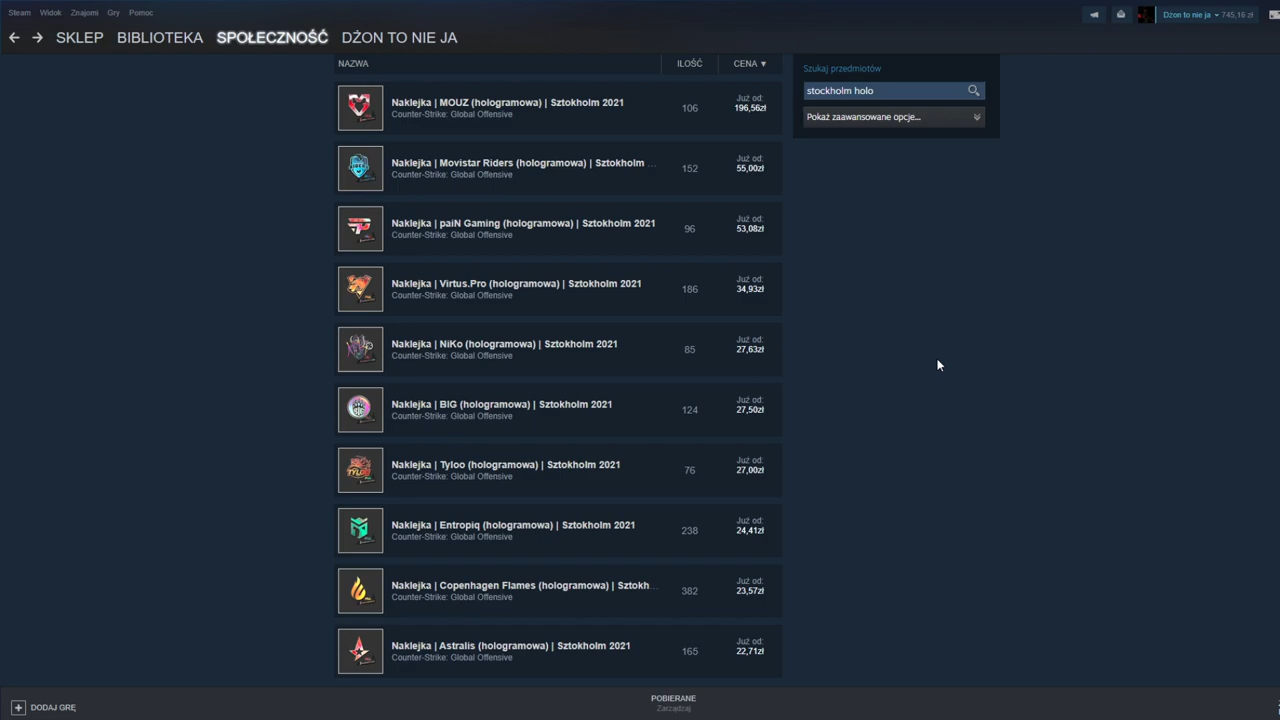 Steam Widok Znajomi Gry Pomoc
Dżon to nie ja 745,16 zł
SKLEP BIBLIOTEKA SPOŁECZNOŚĆ DŻON TO NIE JA
NAZWA ILOŚĆ CENA ▼
Szukaj przedmiotów
stockholm holo
Pokaż zaawansowane opcje...
Naklejka | MOUZ (hologramowa) | Sztokholm 2021
Counter-Strike: Global Offensive
106
Już od:
196,56zł
Naklejka | Movistar Riders (hologramowa) | Sztokholm ...
Counter-Strike: Global Offensive
152
Już od:
55,00zł
Naklejka | paiN Gaming (hologramowa) | Sztokholm 2021
Counter-Strike: Global Offensive
96
Już od:
53,08zł
Naklejka | Virtus.Pro (hologramowa) | Sztokholm 2021
Counter-Strike: Global Offensive
186
Już od:
34,93zł
Naklejka | NiKo (hologramowa) | Sztokholm 2021
Counter-Strike: Global Offensive
85
Już od:
27,63zł
Naklejka | BIG (hologramowa) | Sztokholm 2021
Counter-Strike: Global Offensive
124
Już od:
27,50zł
Naklejka | Tyloo (hologramowa) | Sztokholm 2021
Counter-Strike: Global Offensive
76
Już od:
27,00zł
Naklejka | Entropiq (hologramowa) | Sztokholm 2021
Counter-Strike: Global Offensive
238
Już od:
24,41zł
Naklejka | Copenhagen Flames (hologramowa) | Sztokh...
Counter-Strike: Global Offensive
382
Już od:
23,57zł
Naklejka | Astralis (hologramowa) | Sztokholm 2021
Counter-Strike: Global Offensive
165
Już od:
22,71zł
DODAJ GRĘ
POBIERANE
Zarządzaj